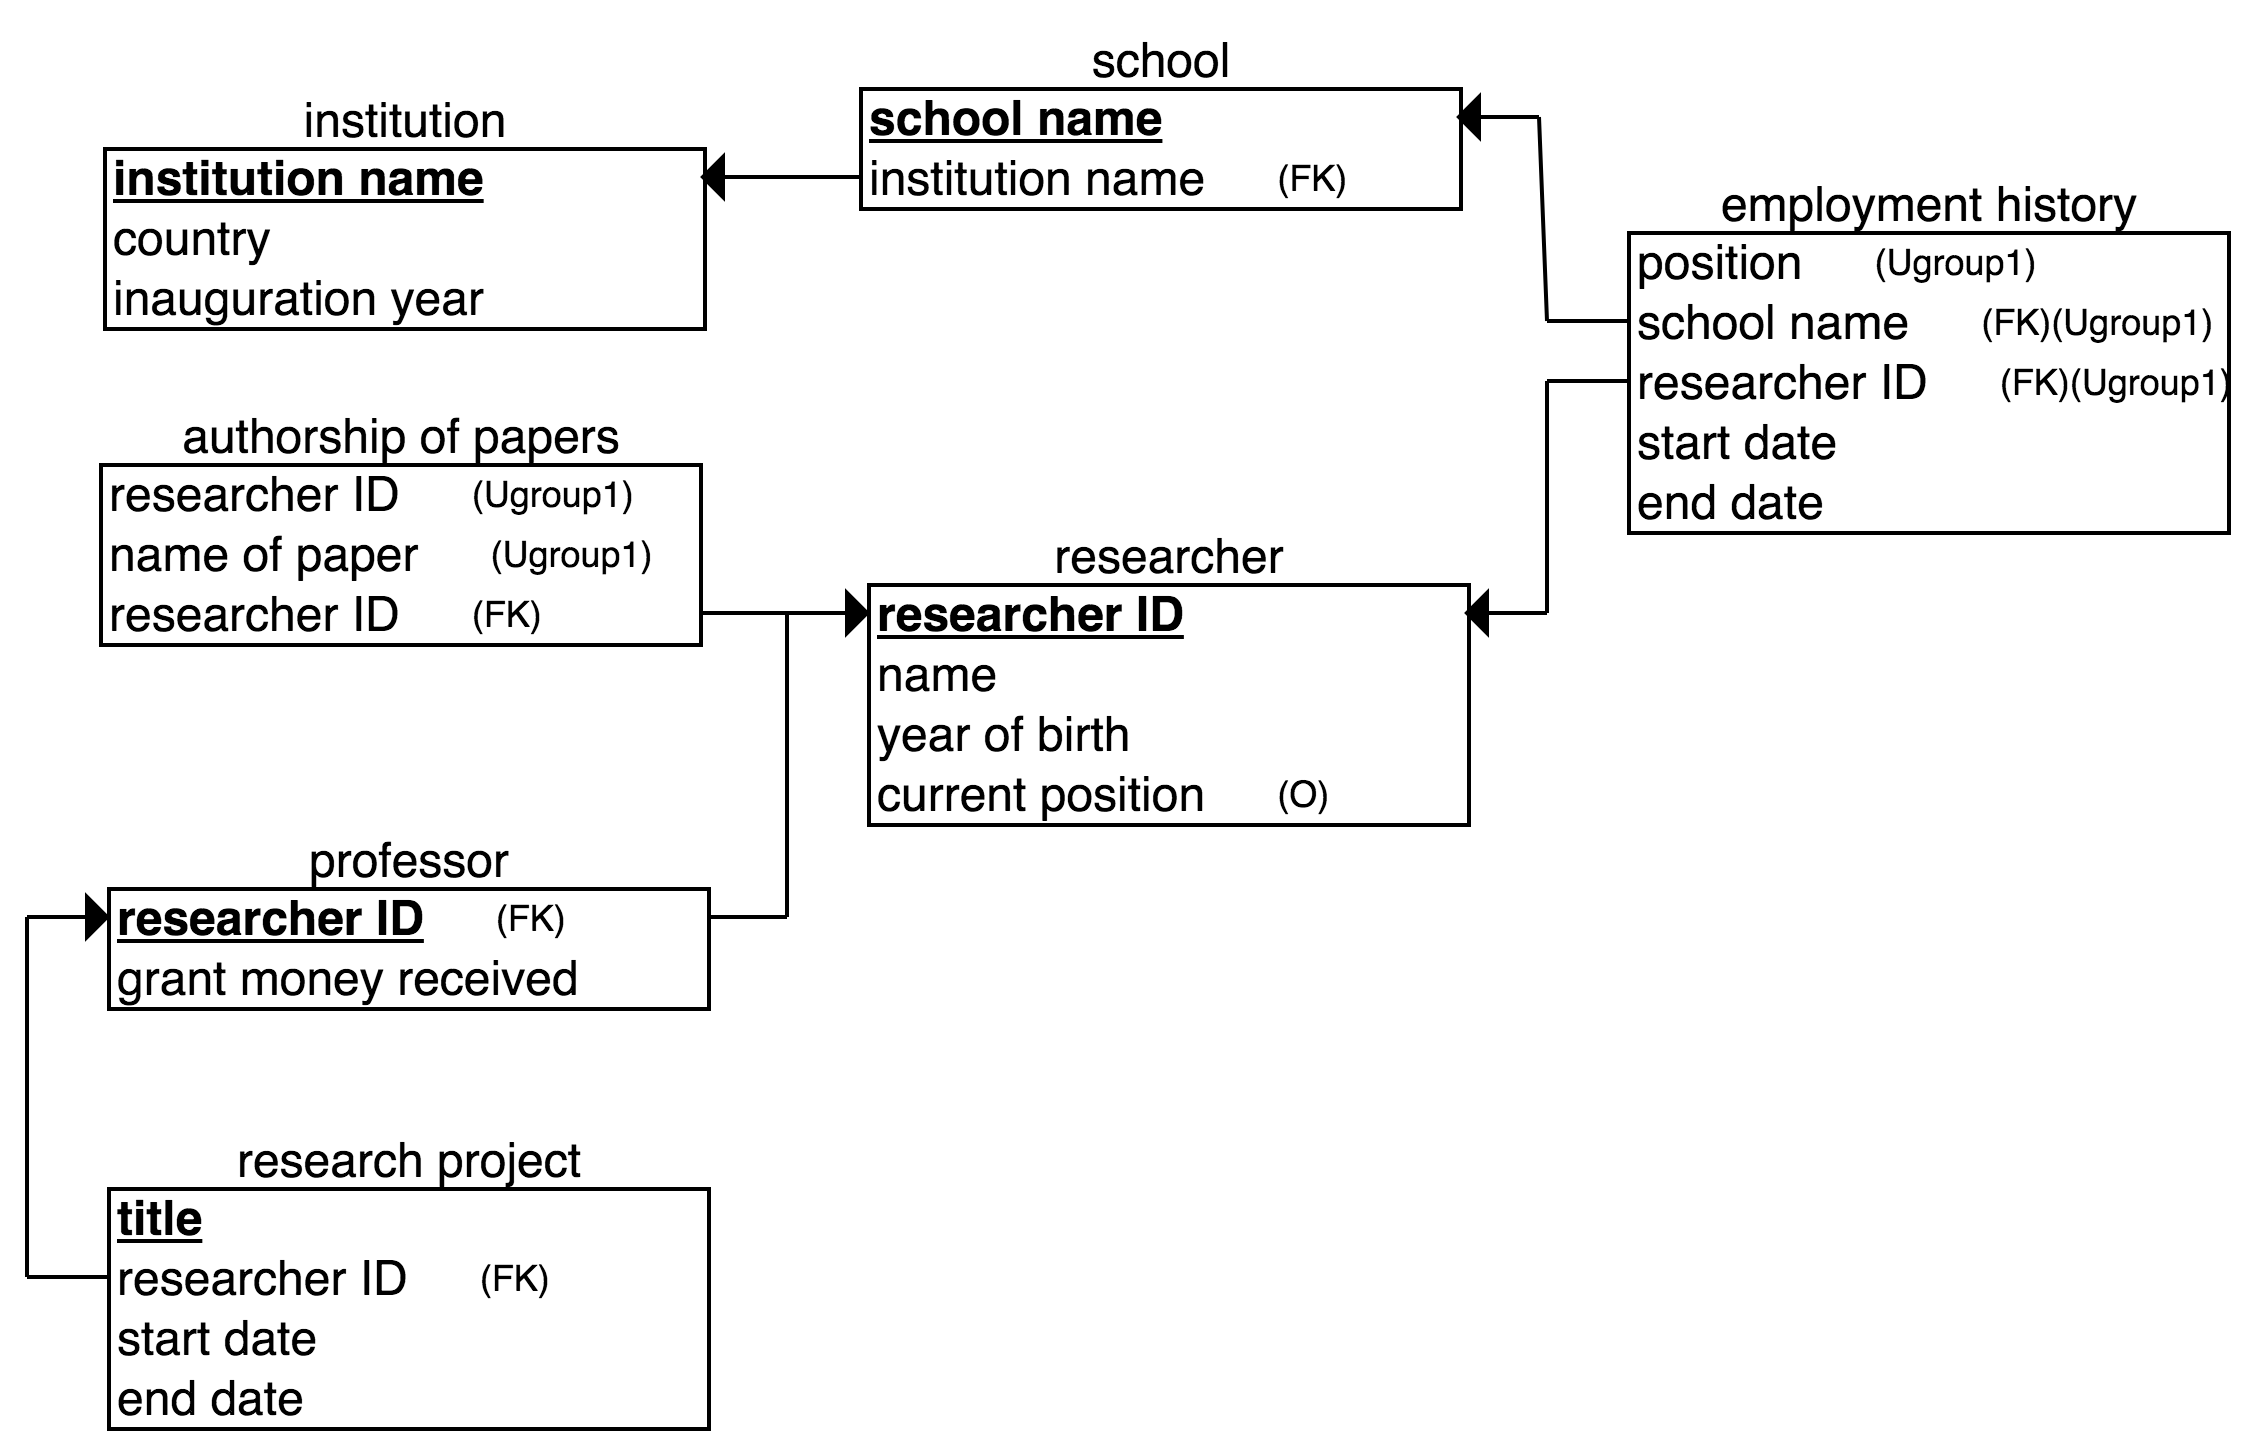 school
school name
institution name (FK)
institution
institution name
country
inauguration year
employment history
position (Ugroup1)
school name (FK)(Ugroup1)
researcher ID (FK)(Ugroup1)
start date
end date
authorship of papers
researcher ID (Ugroup1)
name of paper (Ugroup1)
researcher ID (FK)
researcher
researcher ID
name
year of birth
current position (O)
professor
researcher ID (FK)
grant money received
research project
title
researcher ID (FK)
start date
end date